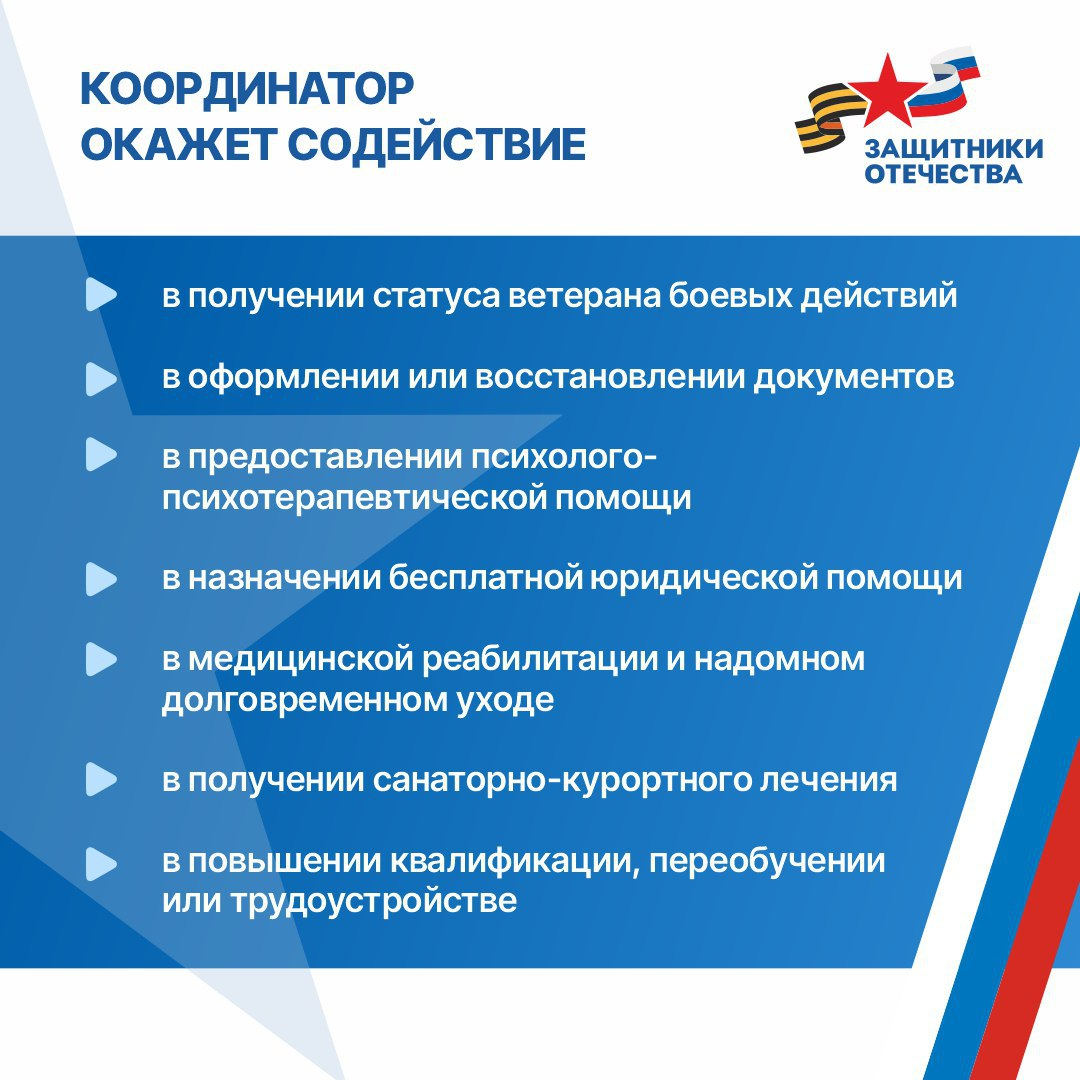 КООРДИНАТОР
ОКАЖЕТ СОДЕЙСТВИЕ
ЗАЩИТНИКИ
ОТЕЧЕСТВА
в получении статуса ветерана боевых действий
в оформлении или восстановлении документов
в предоставлении психолого-
психотерапевтической помощи
в назначении бесплатной юридической помощи
в медицинской реабилитации и надомном
долговременном уходе
в получении санаторно-курортного лечения
в повышении квалификации, переобучении
или трудоустройстве